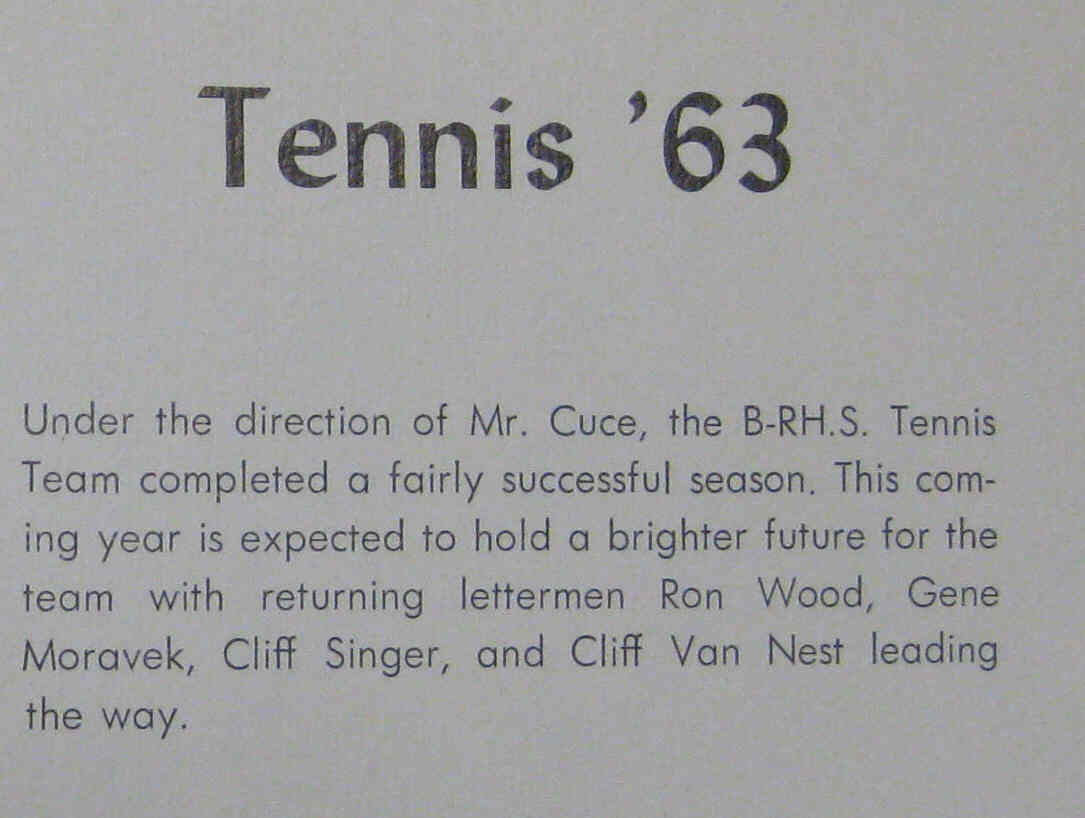 Tennis '63
Under the direction of Mr. Cuce, the B-RH.S. Tennis
Team completed a fairly successful season. This com-
ing year is expected to hold a brighter future for the
team with returning lettermen Ron Wood, Gene
Moravek, Cliff Singer, and Cliff Van Nest leading
the way.